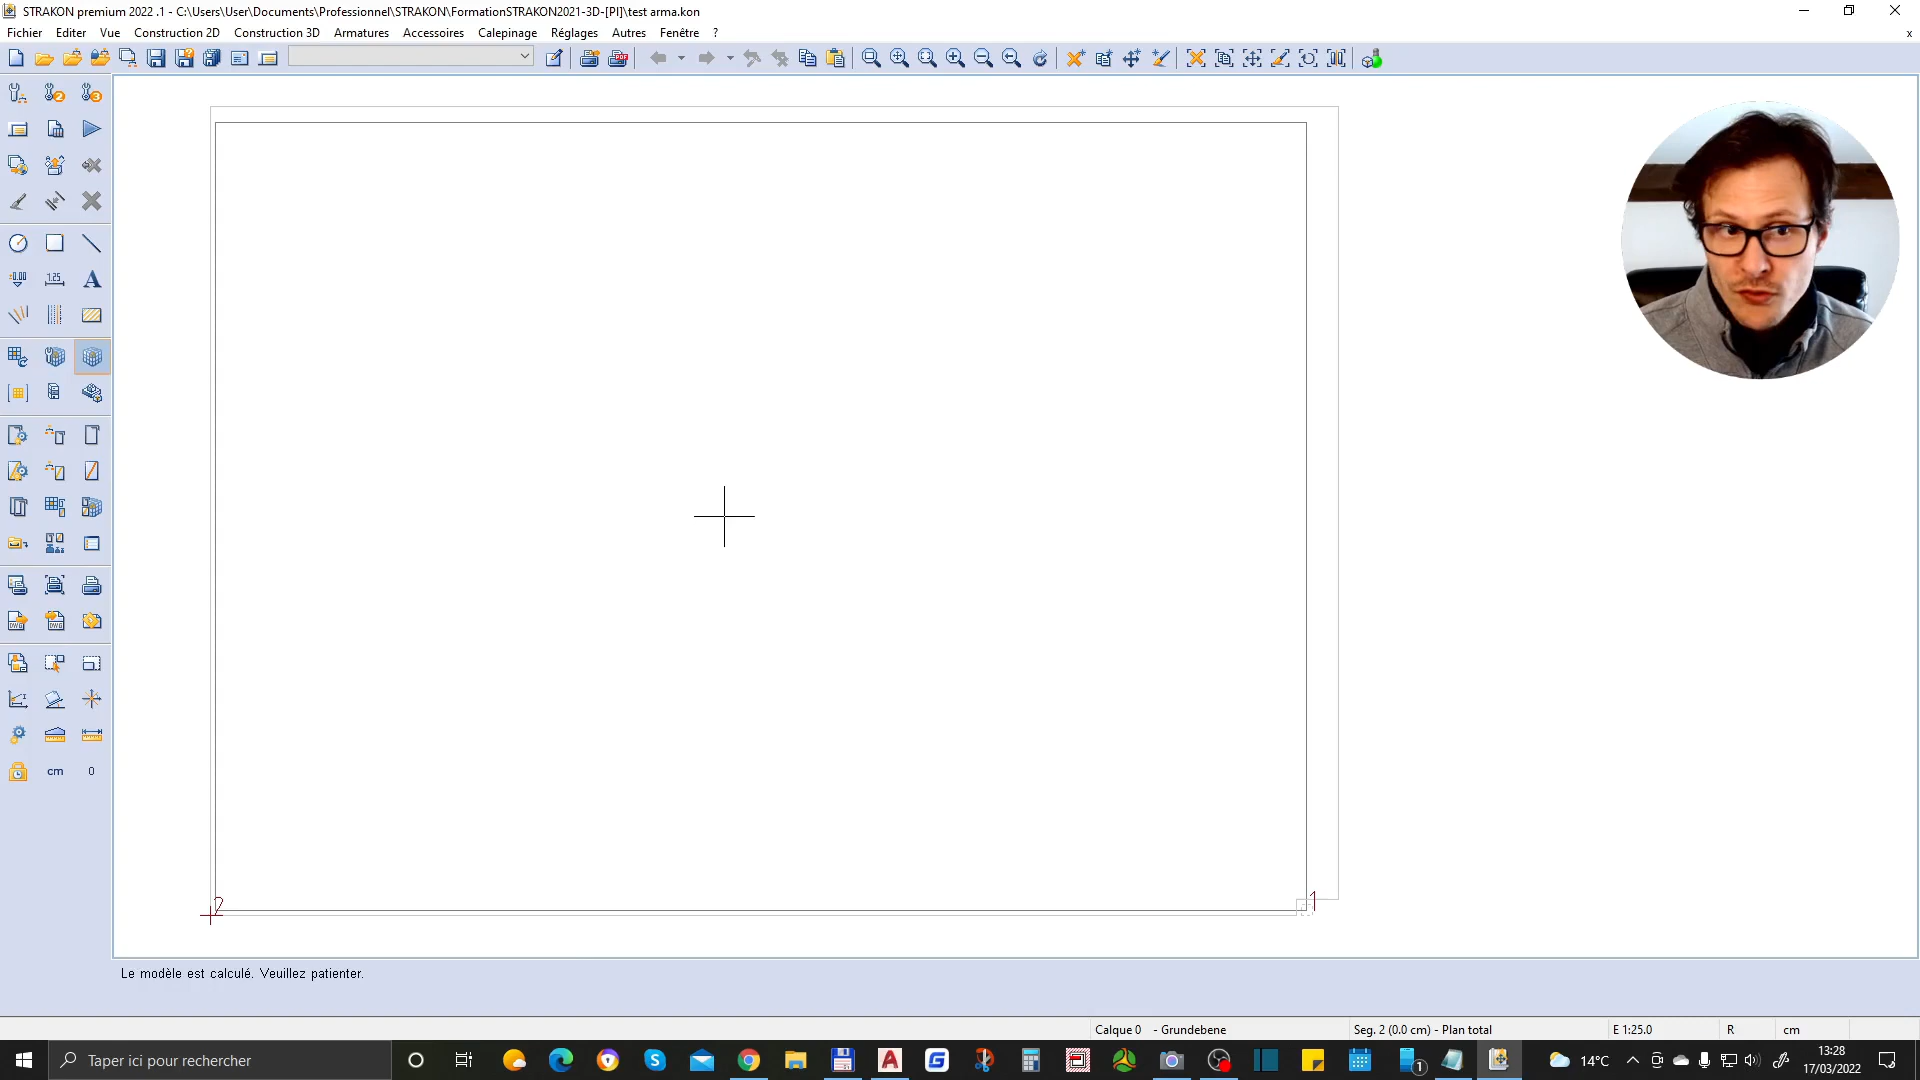 STRAKON premium 2022 .1 - C:\Users\User\Documents\Professionnel\STRAKON\FormationSTRAKON2021-3D-[PI]\test arma.kon
Fichier Editer Vue Construction 2D Construction 3D Armatures Accessoires Calepinage Réglages Autres Fenêtre ?
cm 0
2
1
Le modèle est calculé. Veuillez patienter.
Calque 0 - Grundebene Seg. 2 (0.0 cm) - Plan total E 1:25.0 R cm
Taper ici pour rechercher
14°C
13:28
17/03/2022